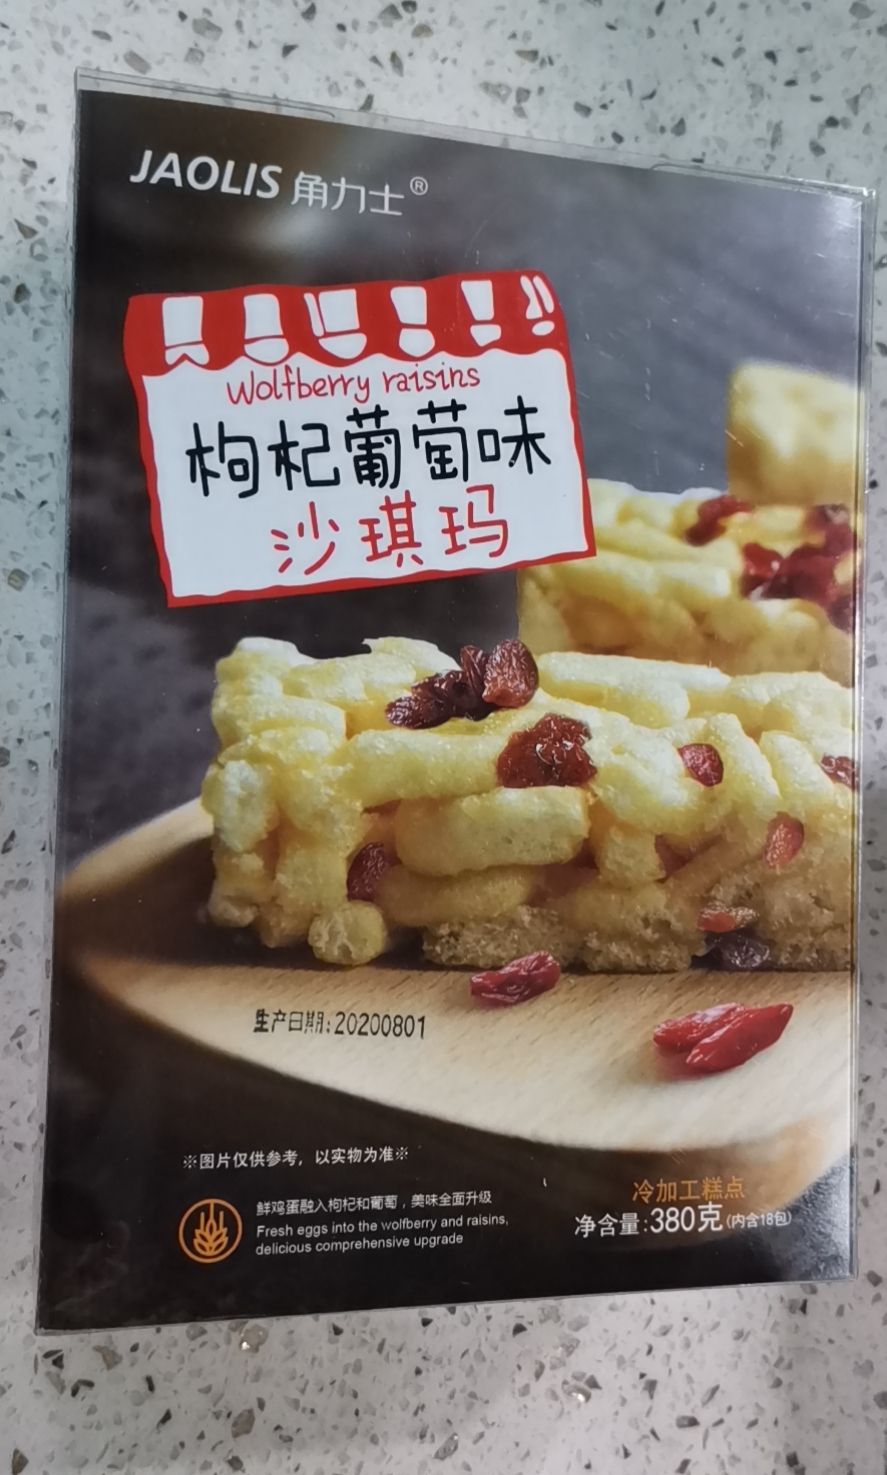 JAOLIS 角力士®
Wolfberry raisins
枸杞葡萄味
沙琪玛
生产日期:20200801
※图片仅供参考，以实物为准※
鲜鸡蛋融入枸杞和葡萄，美味全面升级
Fresh eggs into the wolfberry and raisins,
delicious comprehensive upgrade
冷加工糕点
净含量:380克(内含18包)